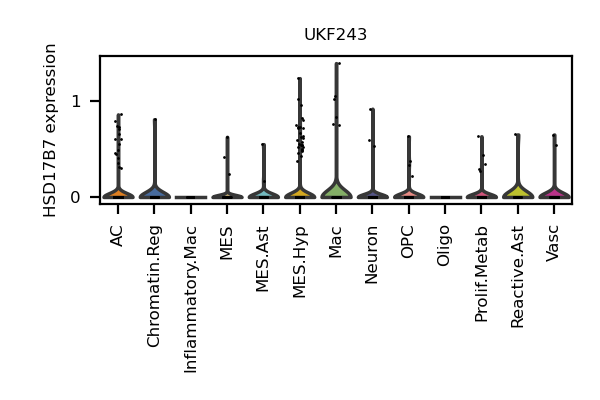 UKF243
HSD17B7 expression
1
0
AC
Chromatin.Reg
Inflammatory.Mac
MES
MES.Ast
MES.Hyp
Mac
Neuron
OPC
Oligo
Prolif.Metab
Reactive.Ast
Vasc